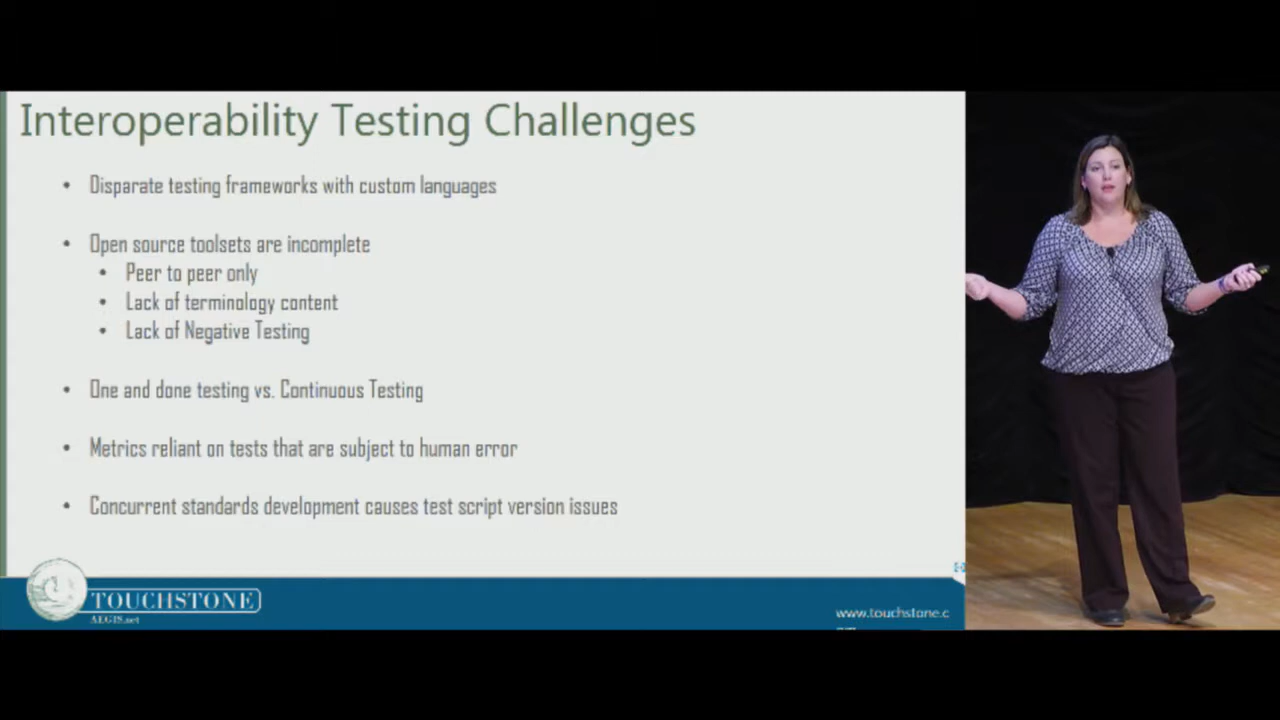 Interoperability Testing Challenges
• Disparate testing frameworks with custom languages
• Open source toolsets are incomplete
• Peer to peer only
• Lack of terminology content
• Lack of Negative Testing
• One and done testing vs. Continuous Testing
• Metrics reliant on tests that are subject to human error
• Concurrent standards development causes test script version issues
TOUCHSTONE
AEGIS.net
www.touchstone.c